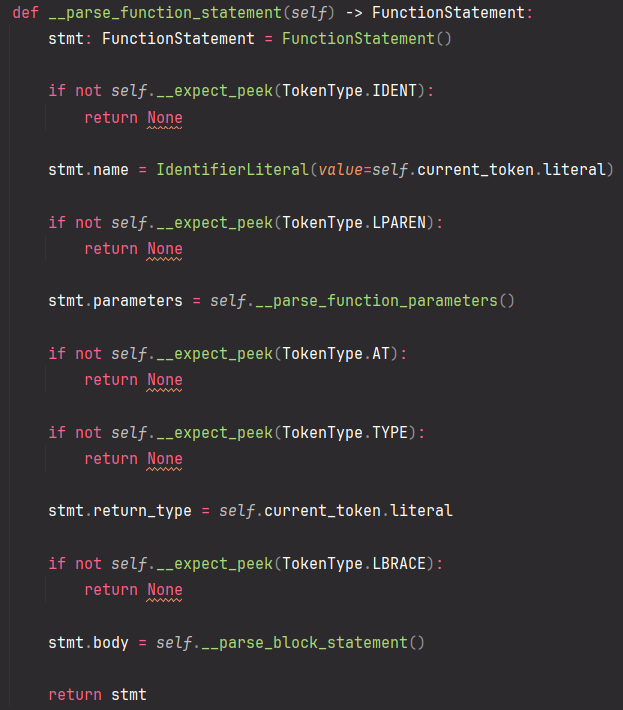 def __parse_function_statement(self) -> FunctionStatement:
    stmt: FunctionStatement = FunctionStatement()

    if not self.__expect_peek(TokenType.IDENT):
        return None

    stmt.name = IdentifierLiteral(value=self.current_token.literal)

    if not self.__expect_peek(TokenType.LPAREN):
        return None

    stmt.parameters = self.__parse_function_parameters()

    if not self.__expect_peek(TokenType.AT):
        return None

    if not self.__expect_peek(TokenType.TYPE):
        return None

    stmt.return_type = self.current_token.literal

    if not self.__expect_peek(TokenType.LBRACE):
        return None

    stmt.body = self.__parse_block_statement()

    return stmt